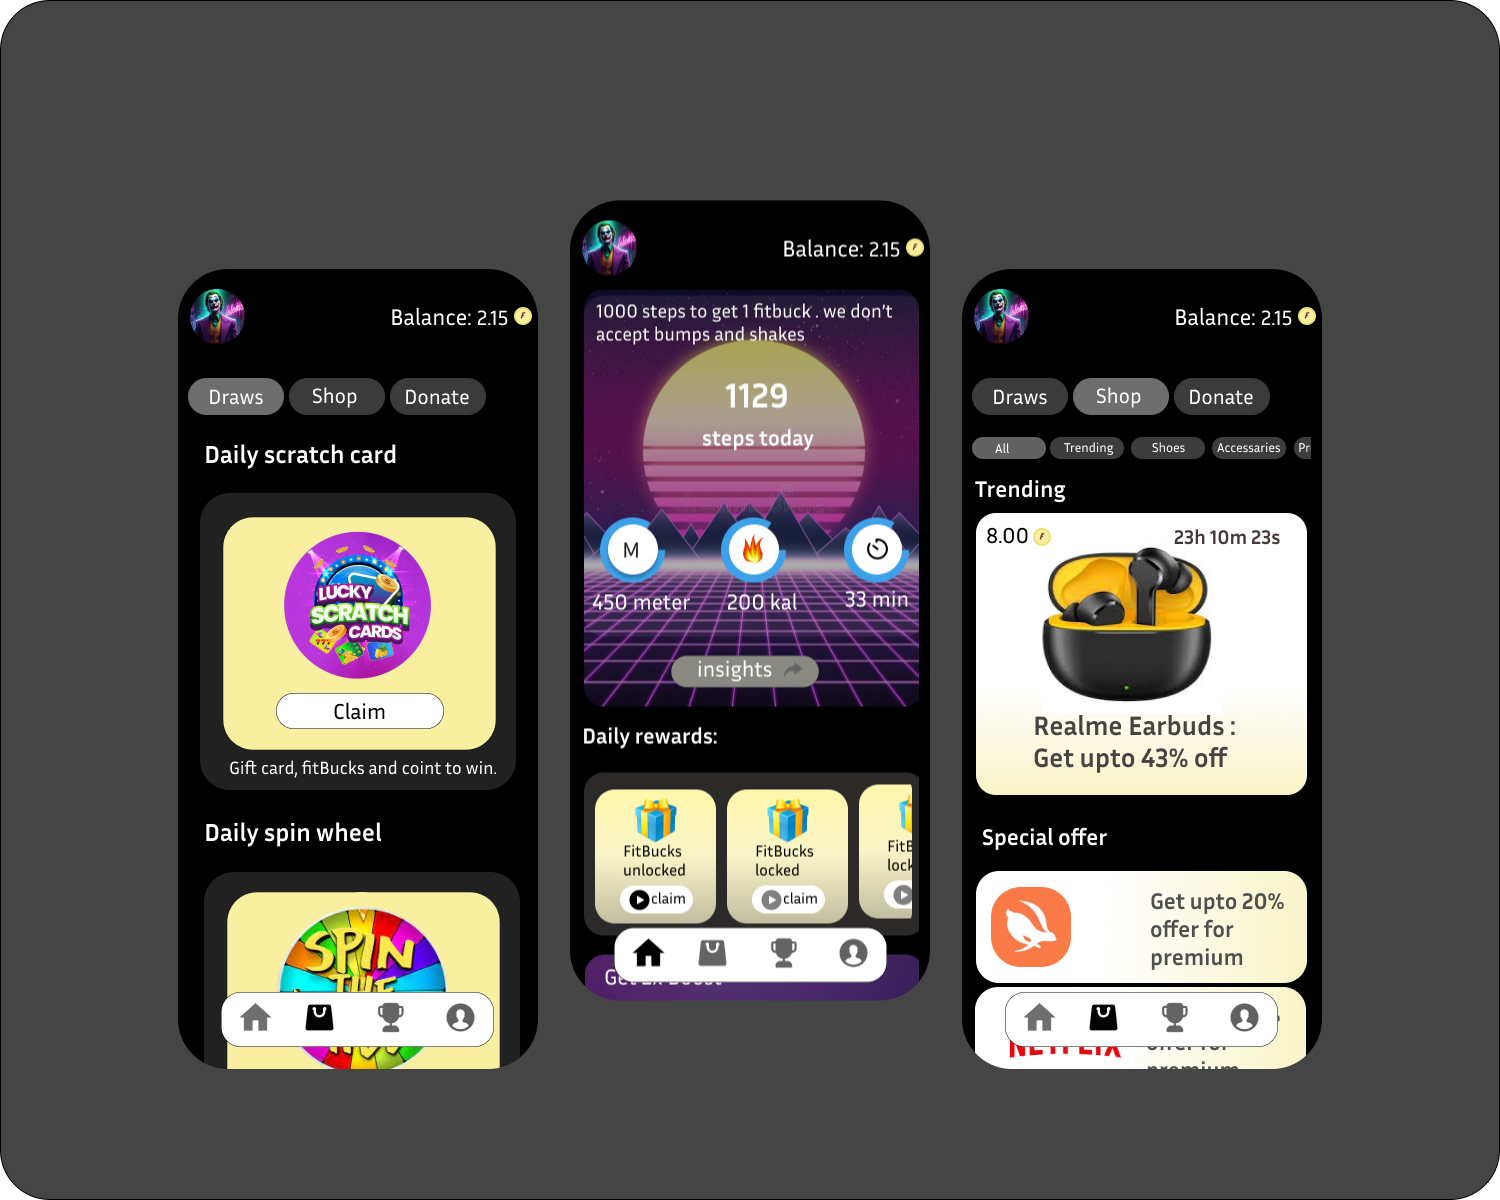 Balance: 2.15
Draws
Shop
Donate
Daily scratch card
LUCKY
SCRATCH
CARDS
Claim
Gift card, fitBucks and coint to win.
Daily spin wheel
SPIN
THE
Balance: 2.15
1000 steps to get 1 fitbuck . we don't
accept bumps and shakes
1129
steps today
M
450 meter
200 kal
33 min
insights
Daily rewards:
FitBucks
unlocked
claim
FitBucks
locked
claim
FitB
lock
Get 2x Boost
Balance: 2.15
Draws
Shop
Donate
All
Trending
Shoes
Accessaries
Pr
Trending
8.00
23h 10m 23s
Realme Earbuds :
Get upto 43% off
Special offer
Get upto 20%
offer for
premium
NETFLIX
offer for
premium